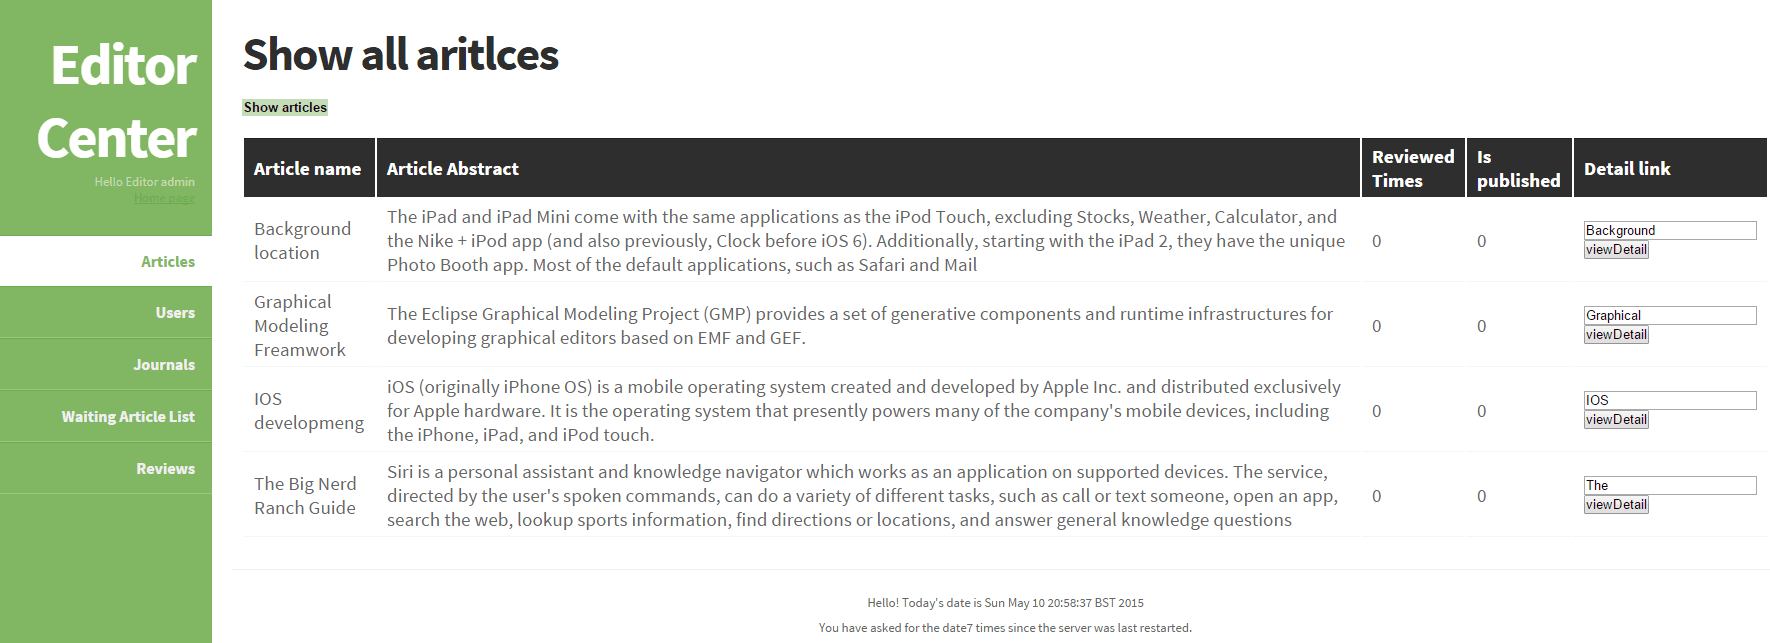 Editor
Center
Hello Editor admin
Home page
Articles
Users
Journals
Waiting Article List
Reviews
Show all aritlces
Show articles
Article name
Article Abstract
Reviewed
Times
Is
published
Detail link
Background
location
The iPad and iPad Mini come with the same applications as the iPod Touch, excluding Stocks, Weather, Calculator, and
the Nike + iPod app (and also previously, Clock before iOS 6). Additionally, starting with the iPad 2, they have the unique
Photo Booth app. Most of the default applications, such as Safari and Mail
0
0
Background
viewDetail
Graphical
Modeling
Freamwork
The Eclipse Graphical Modeling Project (GMP) provides a set of generative components and runtime infrastructures for
developing graphical editors based on EMF and GEF.
0
0
Graphical
viewDetail
IOS
developmeng
iOS (originally iPhone OS) is a mobile operating system created and developed by Apple Inc. and distributed exclusively
for Apple hardware. It is the operating system that presently powers many of the company's mobile devices, including
the iPhone, iPad, and iPod touch.
0
0
IOS
viewDetail
The Big Nerd
Ranch Guide
Siri is a personal assistant and knowledge navigator which works as an application on supported devices. The service,
directed by the user's spoken commands, can do a variety of different tasks, such as call or text someone, open an app,
search the web, lookup sports information, find directions or locations, and answer general knowledge questions
0
0
The
viewDetail
Hello! Today's date is Sun May 10 20:58:37 BST 2015
You have asked for the date7 times since the server was last restarted.